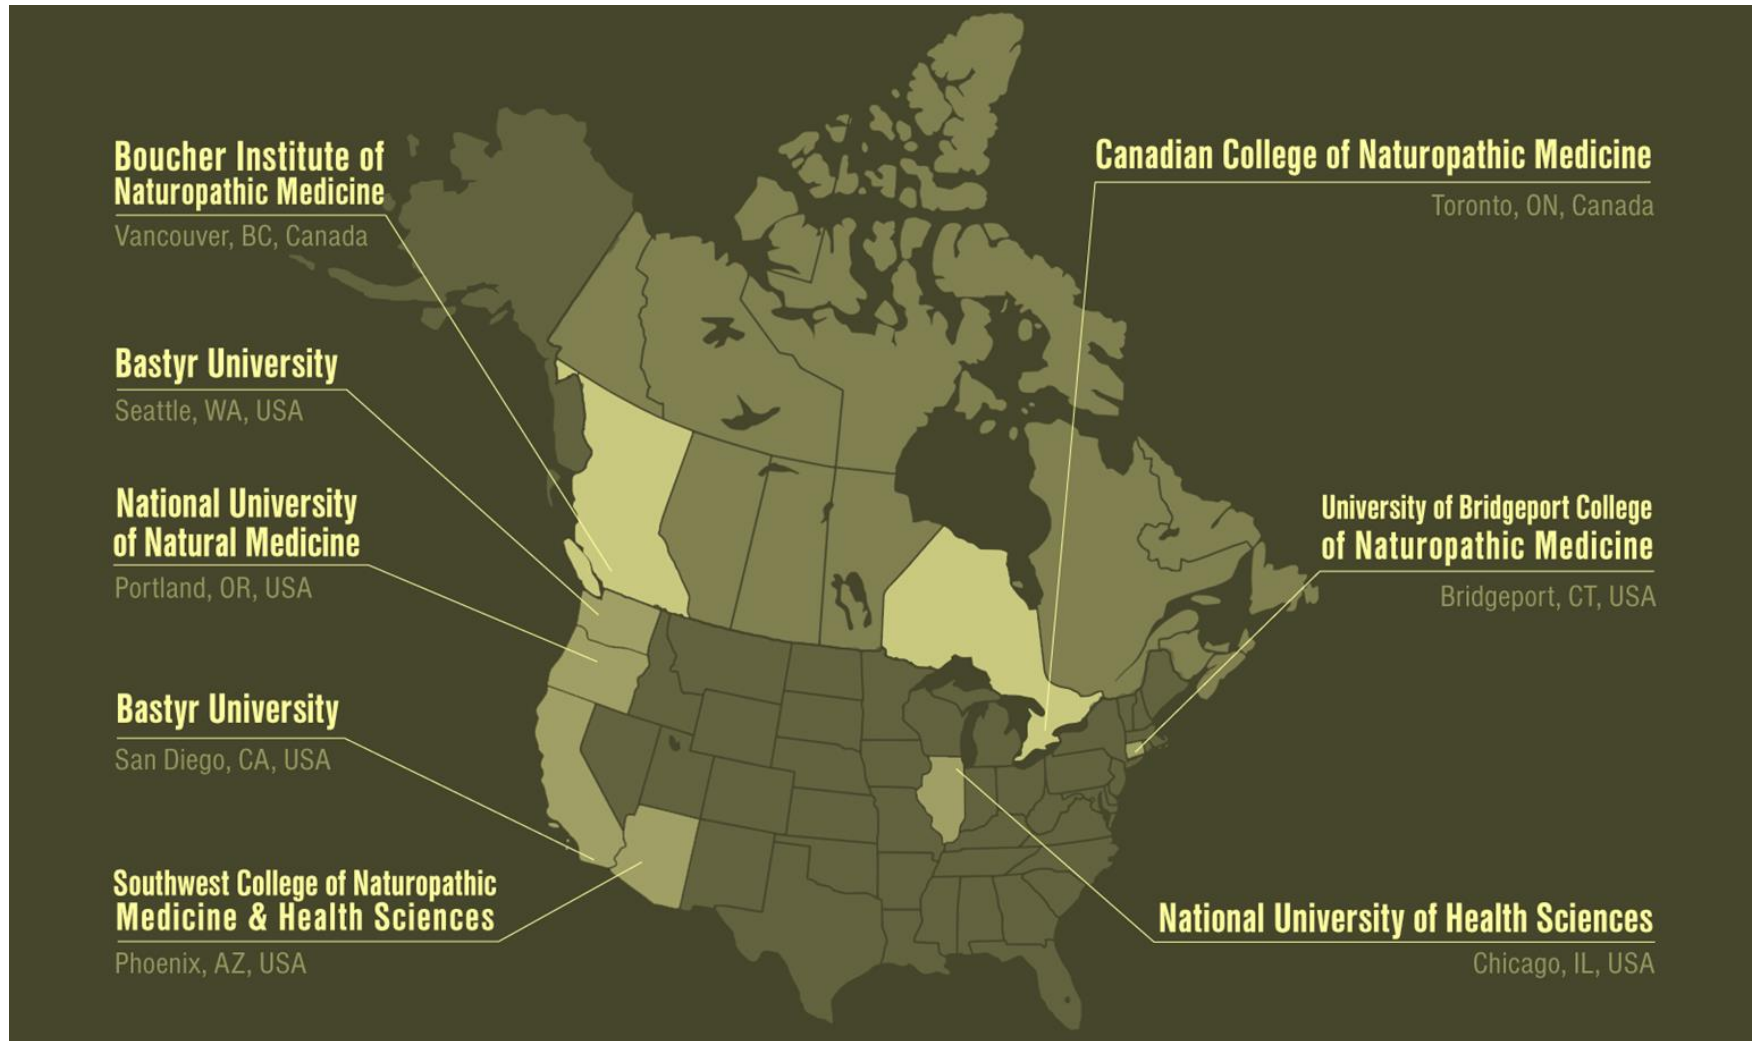 Boucher Institute of
Naturopathic Medicine
Vancouver, BC, Canada
Bastyr University
Seattle, WA, USA
National University
of Natural Medicine
Portland, OR, USA
Bastyr University
San Diego, CA, USA
Southwest College of Naturopathic
Medicine & Health Sciences
Phoenix, AZ, USA
Canadian College of Naturopathic Medicine
Toronto, ON, Canada
University of Bridgeport College
of Naturopathic Medicine
Bridgeport, CT, USA
National University of Health Sciences
Chicago, IL, USA